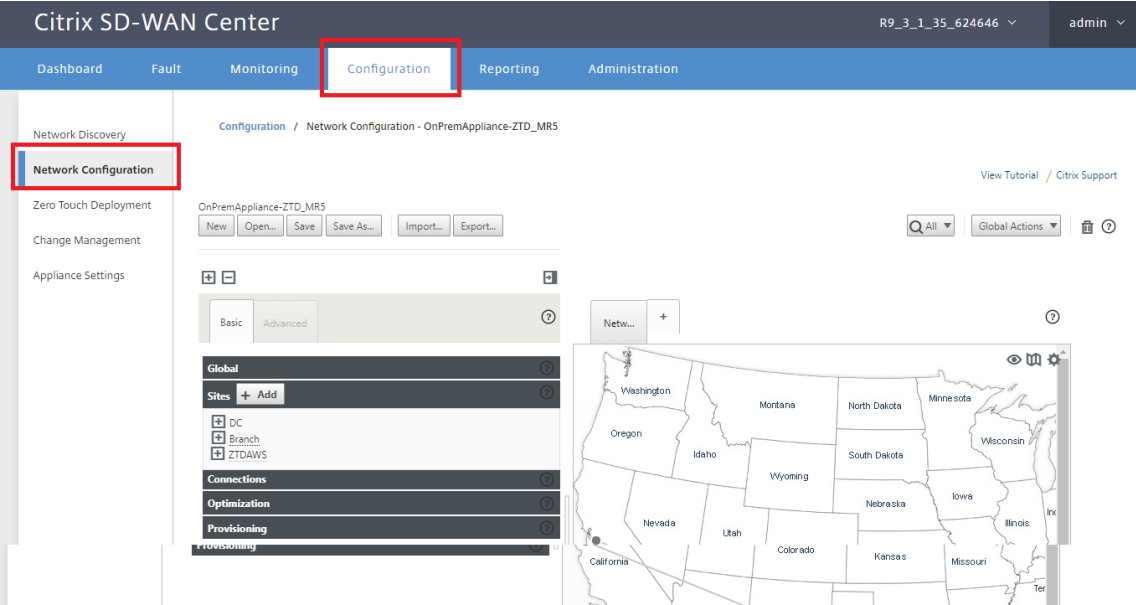 Citrix SD-WAN Center
R9_3_1_35_624646
admin
Dashboard Fault Monitoring Configuration Reporting Administration
Configuration / Network Configuration - OnPremAppliance-ZTD_MR5
Network Discovery
Network Configuration
Zero Touch Deployment
Change Management
Appliance Settings
View Tutorial / Citrix Support
OnPremAppliance-ZTD_MR5
New Open... Save Save As... Import... Export...
All Global Actions ?
Basic Advanced ?
Netw... + ?
Global ?
Sites + Add ?
DC
Branch
ZTDAWS
Connections ?
Optimization ?
Provisioning ?
Provisioning ?
Washington
Montana
North Dakota
Minnesota
Oregon
Idaho
South Dakota
Wisconsin
Wyoming
Nebraska
Iowa
Illinois
Nevada
Utah
Colorado
Kansas
Missouri
California